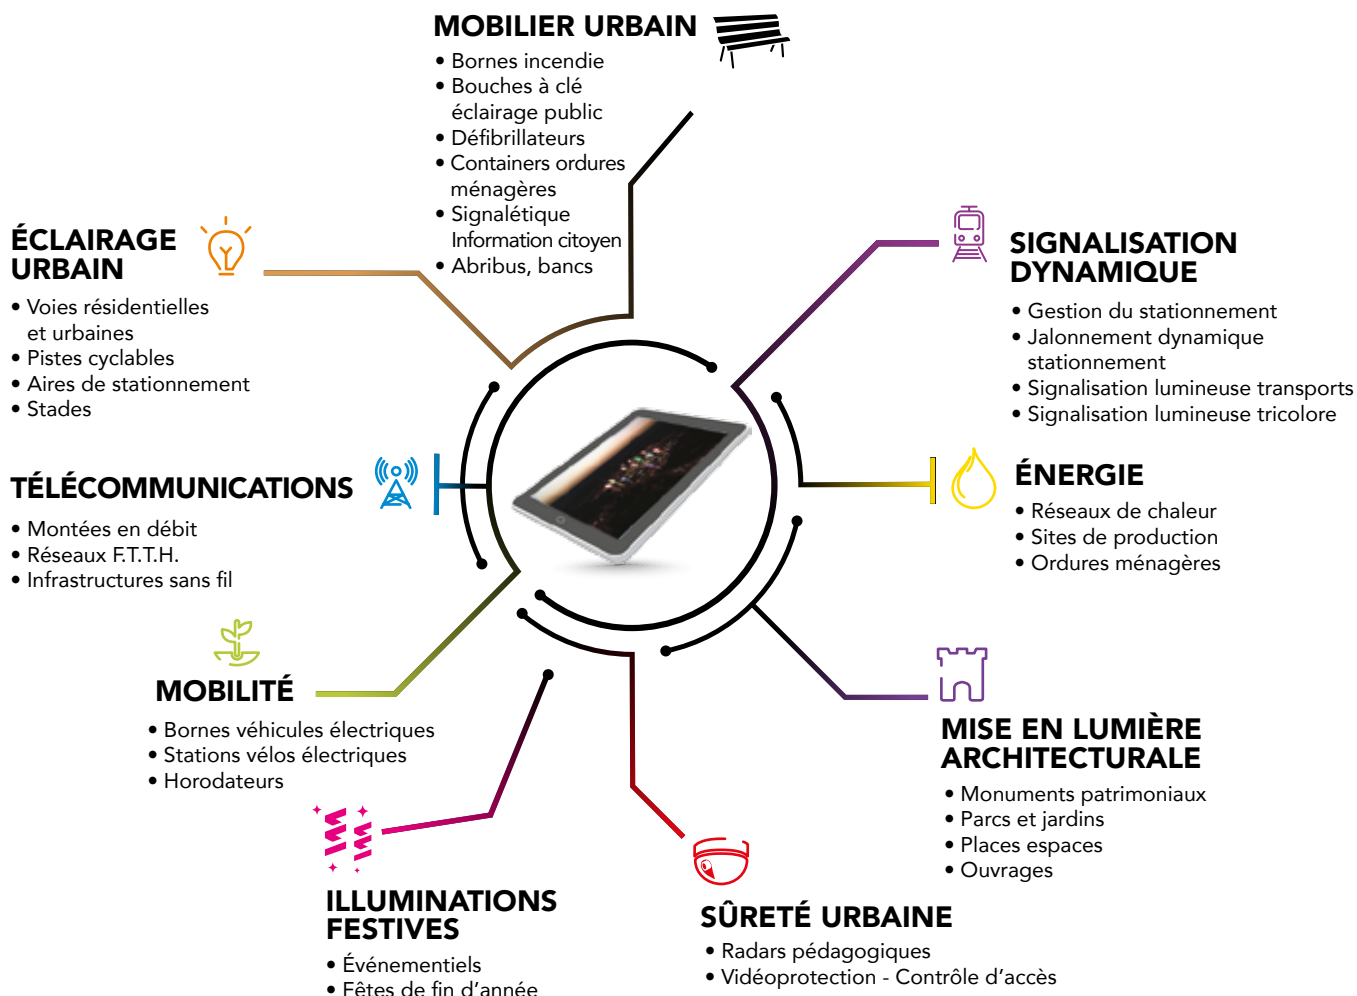 MOBILIER URBAIN
• Bornes incendie
• Bouches à clé
éclairage public
• Défibrillateurs
• Containers ordures
ménagères
• Signalétique
Information citoyen
• Abribus, bancs
ÉCLAIRAGE
URBAIN
• Voies résidentielles
et urbaines
• Pistes cyclables
• Aires de stationnement
• Stades
SIGNALISATION
DYNAMIQUE
• Gestion du stationnement
• Jalonnement dynamique
stationnement
• Signalisation lumineuse transports
• Signalisation lumineuse tricolore
TÉLÉCOMMUNICATIONS
• Montées en débit
• Réseaux F.T.T.H.
• Infrastructures sans fil
ÉNERGIE
• Réseaux de chaleur
• Sites de production
• Ordures ménagères
MOBILITÉ
• Bornes véhicules électriques
• Stations vélos électriques
• Horodateurs
MISE EN LUMIÈRE
ARCHITECTURALE
• Monuments patrimoniaux
• Parcs et jardins
• Places espaces
• Ouvrages
ILLUMINATIONS
FESTIVES
• Événementiels
• Fêtes de fin d'année
SÛRETÉ URBAINE
• Radars pédagogiques
• Vidéoprotection - Contrôle d'accès